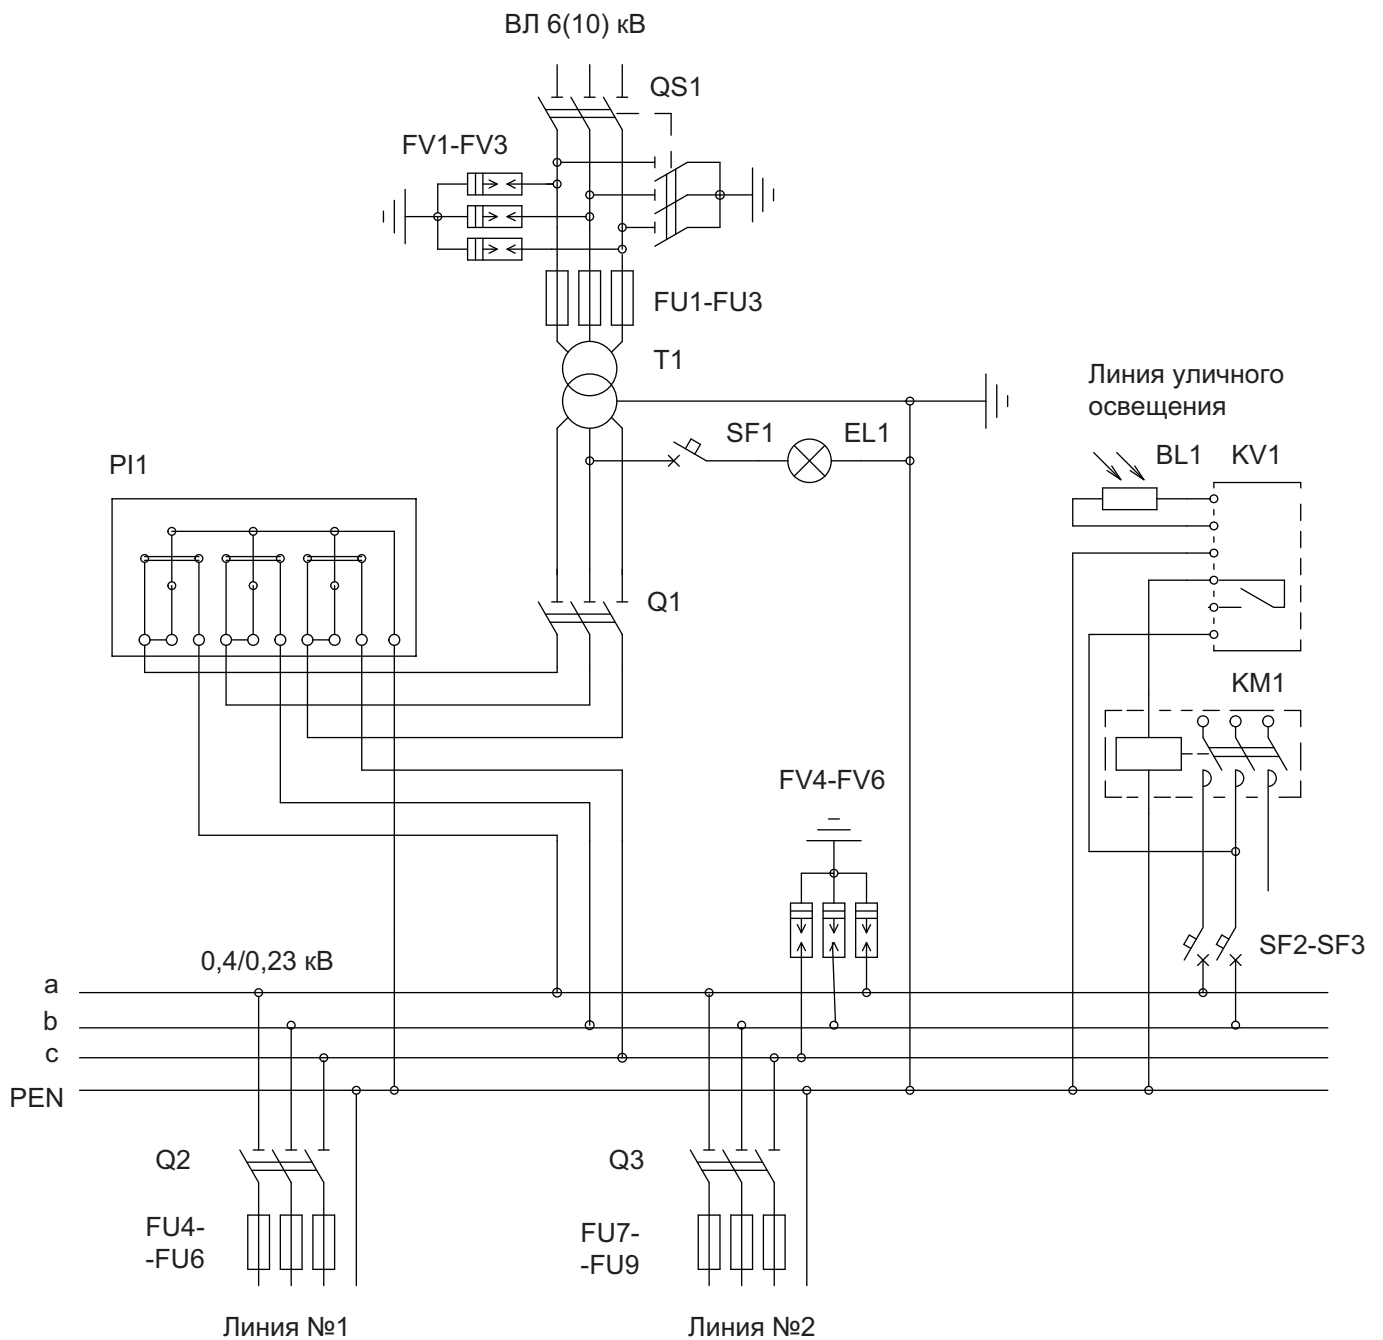 ВЛ 6(10) кВ
QS1
FV1-FV3
FU1-FU3
T1
Линия уличного
освещения
SF1
EL1
BL1
KV1
PI1
Q1
KM1
FV4-FV6
SF2-SF3
0,4/0,23 кВ
a
b
c
PEN
Q2
Q3
FU4-
-FU6
FU7-
-FU9
Линия №1
Линия №2